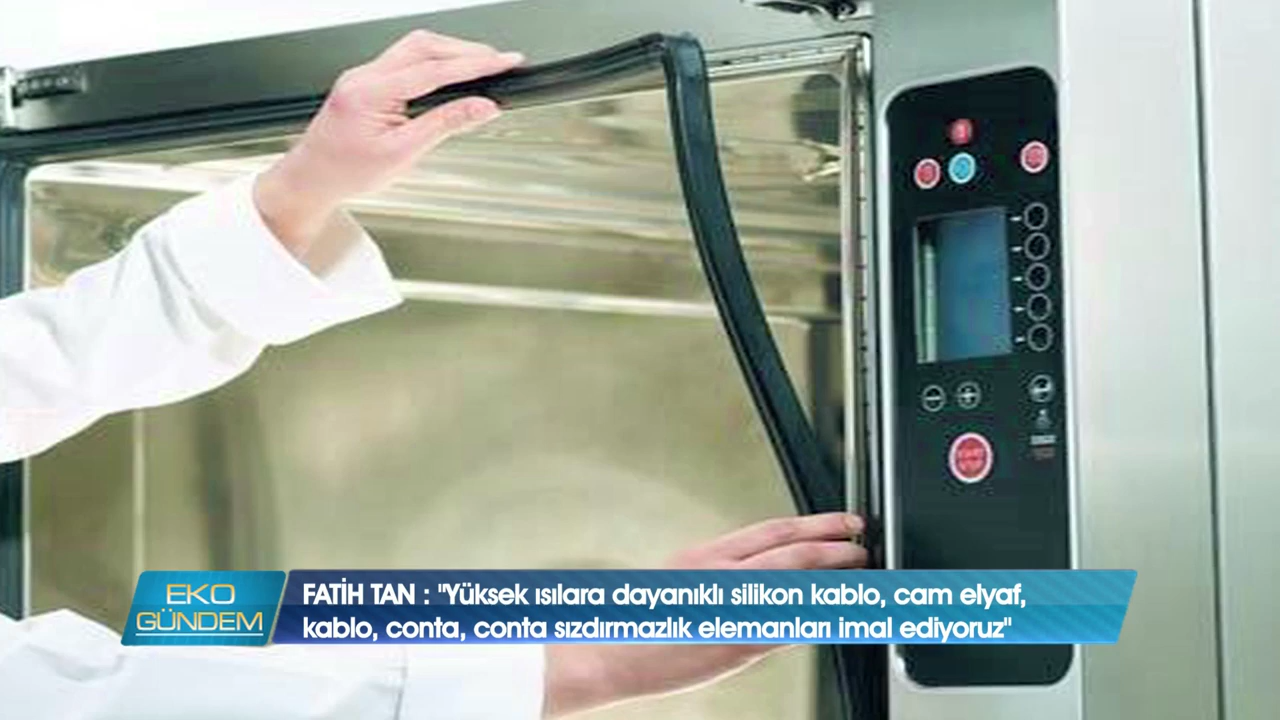 EKO
GÜNDEM
FATİH TAN : "Yüksek ısılara dayanıklı silikon kablo, cam elyaf,
kablo, conta, conta sızdırmazlık elemanları imal ediyoruz"